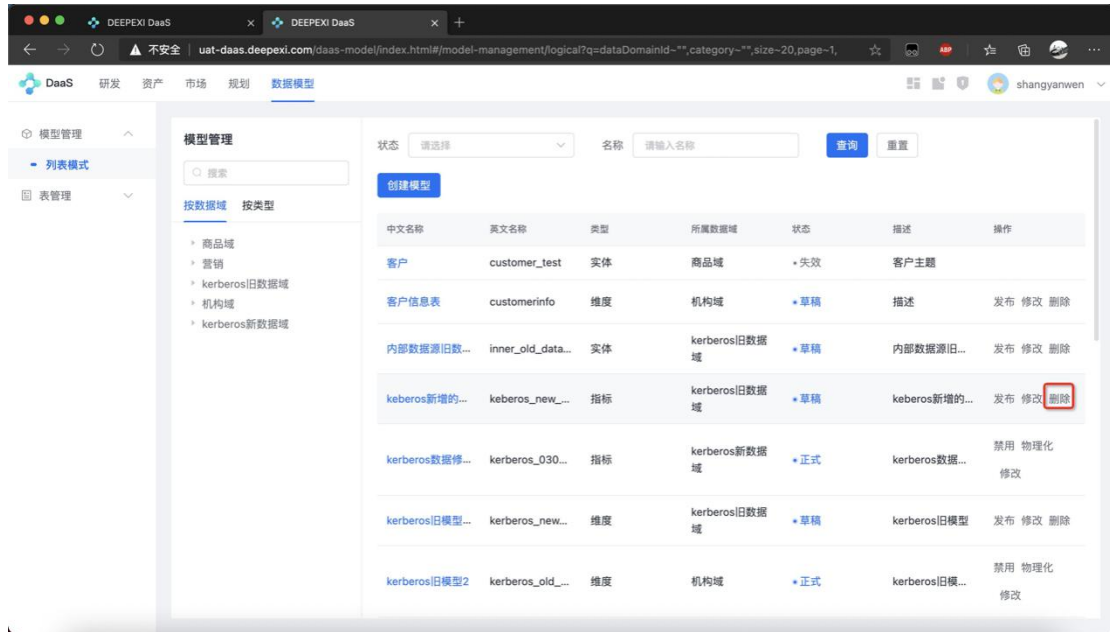 DEEPEXI DaaS
DEEPEXI DaaS
不安全 uat-daas.deepexi.com/daas-model/index.html#/model-management/logical?q=dataDomainId~"",category~"",size~20,page~1,
ABP
DaaS 研发 资产 市场 规划 数据模型 shangyanwen
模型管理
列表模式
表管理
模型管理
搜索
按数据域 按类型
商品域
营销
kerberos旧数据域
机构域
kerberos新数据域
状态 请选择 名称 请输入名称 查询 重置
创建模型
中文名称 英文名称 类型 所属数据域 状态 描述 操作
客户 customer_test 实体 商品域 失效 客户主题
客户信息表 customerinfo 维度 机构域 草稿 描述 发布 修改 删除
内部数据源旧数... inner_old_data... 实体 kerberos旧数据域 草稿 内部数据源旧... 发布 修改 删除
keberos新增的... keberos_new_... 指标 kerberos旧数据域 草稿 keberos新增的... 发布 修改 删除
kerberos数据修... kerberos_030... 指标 kerberos新数据域 正式 kerberos数据... 禁用 物理化 修改
kerberos旧模型... kerberos_new... 维度 kerberos旧数据域 草稿 kerberos旧模型 发布 修改 删除
kerberos旧模型2 kerberos_old_... 维度 机构域 正式 kerberos旧模... 禁用 物理化 修改